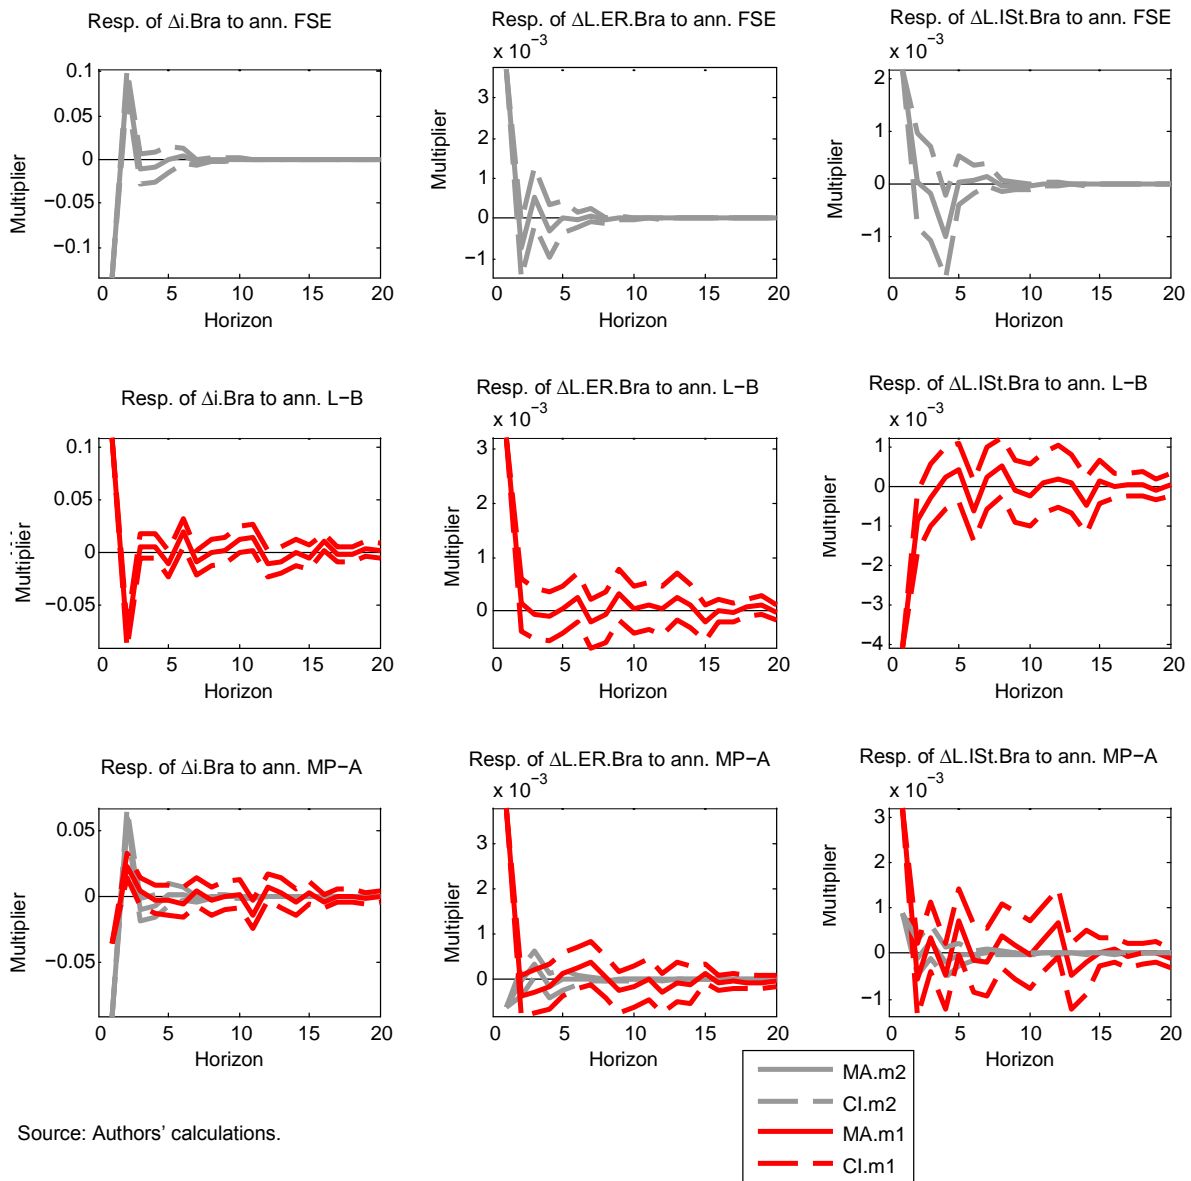 Resp. of Δi.Bra to ann. FSE
0.1
0.05
0
−0.05
−0.1
Multiplier
0 5 10 15 20
Horizon
Resp. of ΔL.ER.Bra to ann. FSE
x 10−3
3
2
1
0
−1
Multiplier
0 5 10 15 20
Horizon
Resp. of ΔL.ISt.Bra to ann. FSE
x 10−3
2
1
0
−1
Multiplier
0 5 10 15 20
Horizon
Resp. of Δi.Bra to ann. L−B
0.1
0.05
0
−0.05
Multiplier
0 5 10 15 20
Horizon
Resp. of ΔL.ER.Bra to ann. L−B
x 10−3
3
2
1
0
Multiplier
0 5 10 15 20
Horizon
Resp. of ΔL.ISt.Bra to ann. L−B
x 10−3
1
0
−1
−2
−3
−4
Multiplier
0 5 10 15 20
Horizon
Resp. of Δi.Bra to ann. MP−A
0.05
0
−0.05
Multiplier
0 5 10 15 20
Horizon
Resp. of ΔL.ER.Bra to ann. MP−A
x 10−3
3
2
1
0
Multiplier
0 5 10 15 20
Horizon
Resp. of ΔL.ISt.Bra to ann. MP−A
x 10−3
3
2
1
0
−1
Multiplier
0 5 10 15 20
Horizon
MA.m2
CI.m2
MA.m1
CI.m1
Source: Authors’ calculations.